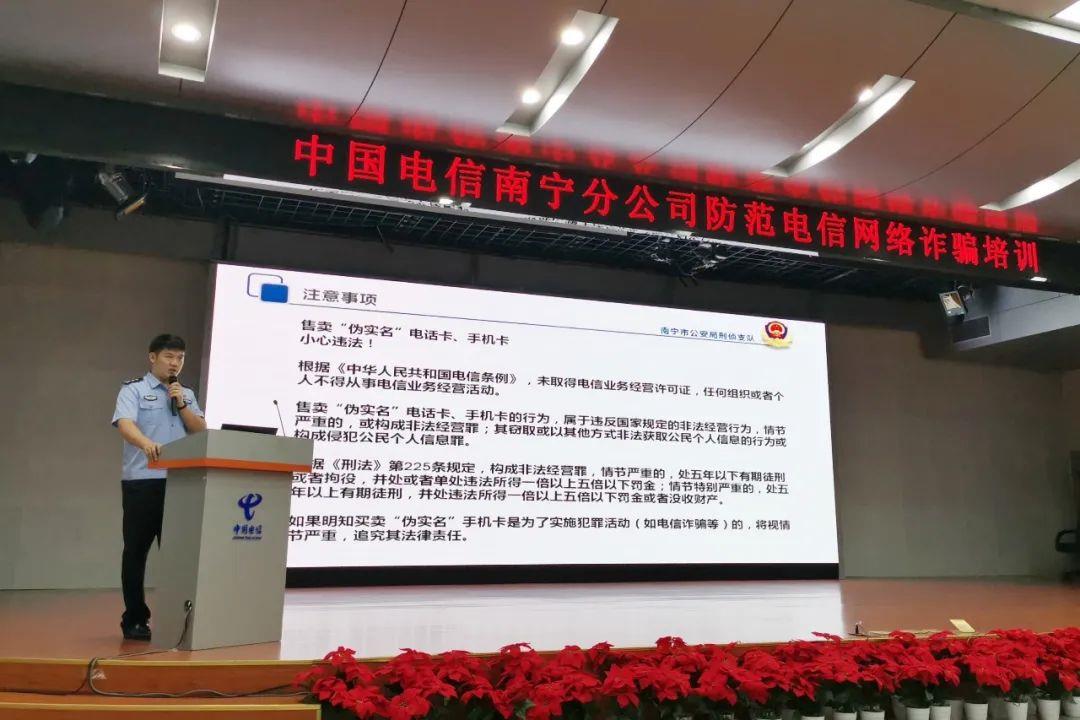 中国电信南宁分公司防范电信网络诈骗培训
注意事项
南宁市公安局刑侦支队
售卖“伪实名”电话卡、手机卡
小心违法！
根据《中华人民共和国电信条例》，未取得电信业务经营许可证，任何组织或者个
人不得从事电信业务经营活动。
售卖“伪实名”电话卡、手机卡的行为，属于违反国家规定的非法经营行为，情节
严重的，或构成非法经营罪；其窃取或以其他方式非法获取公民个人信息的行为或
构成侵犯公民个人信息罪。
据《刑法》第225条规定，构成非法经营罪，情节严重的，处五年以下有期徒刑
或者拘役，并处或者单处违法所得一倍以上五倍以下罚金；情节特别严重的，处五
年以上有期徒刑，并处违法所得一倍以上五倍以下罚金或者没收财产。
如果明知买卖“伪实名”手机卡是为了实施犯罪活动（如电信诈骗等）的，将视情
节严重，追究其法律责任。
中国电信